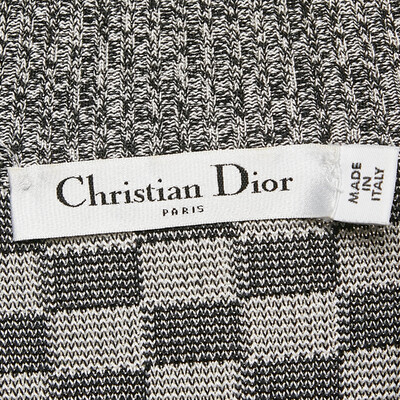 Christian Dior
PARIS
MADE
IN
ITALY